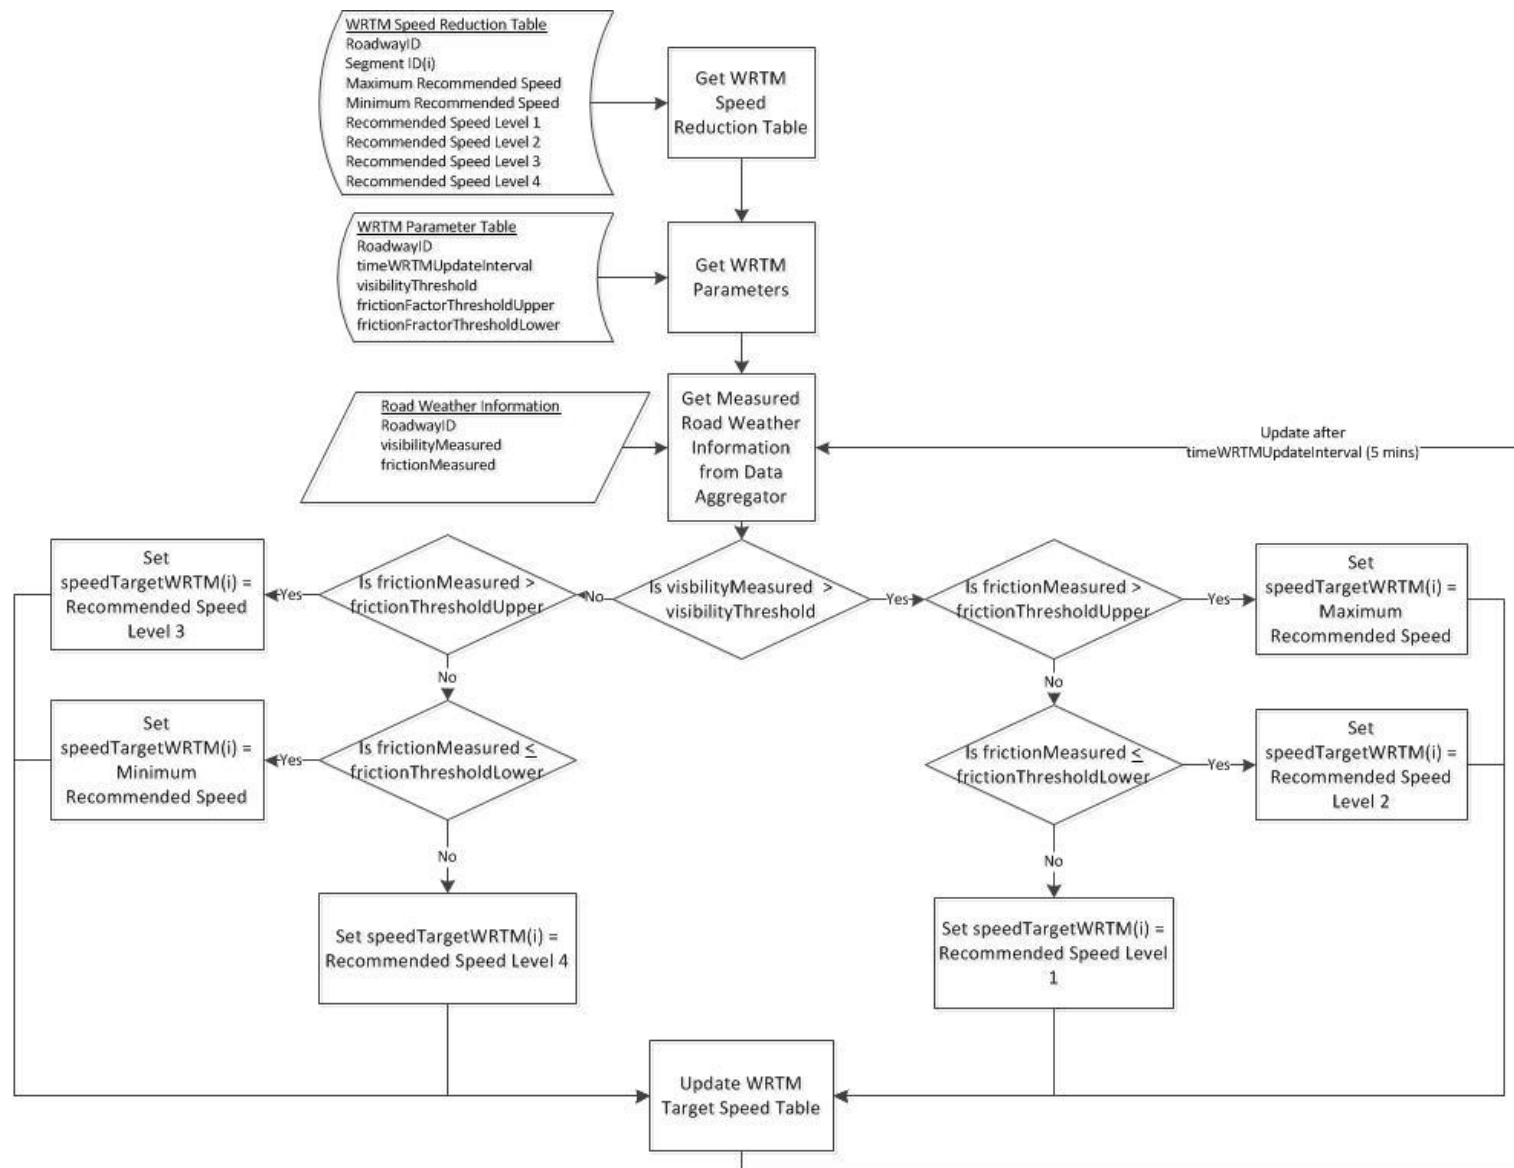 WRTM Speed Reduction Table
RoadwayID
Segment ID(i)
Maximum Recommended Speed
Minimum Recommended Speed
Recommended Speed Level 1
Recommended Speed Level 2
Recommended Speed Level 3
Recommended Speed Level 4
Get WRTM
Speed
Reduction Table
WRTM Parameter Table
RoadwayID
timeWRTMUpdateInterval
visibilityThreshold
frictionFactorThresholdUpper
frictionFractorThresholdLower
Get WRTM
Parameters
Road Weather Information
RoadwayID
visibilityMeasured
frictionMeasured
Get Measured
Road Weather
Information
from Data
Aggregator
Update after
timeWRTMUpdateInterval (5 mins)
Set
speedTargetWRTM(i) =
Recommended Speed
Level 3
Yes
Is frictionMeasured >
frictionThresholdUpper
No
Is visbilityMeasured >
visibilityThreshold
Yes
Is frictionMeasured >
frictionThresholdUpper
Yes
Set
speedTargetWRTM(i) =
Maximum
Recommended Speed
No
No
Set
speedTargetWRTM(i) =
Minimum
Recommended Speed
Yes
Is frictionMeasured ≤
frictionThresholdLower
Is frictionMeasured ≤
frictionThresholdLower
Yes
Set
speedTargetWRTM(i) =
Recommended Speed
Level 2
No
No
Set speedTargetWRTM(i) =
Recommended Speed Level 4
Set speedTargetWRTM(i) =
Recommended Speed Level
1
Update WRTM
Target Speed Table